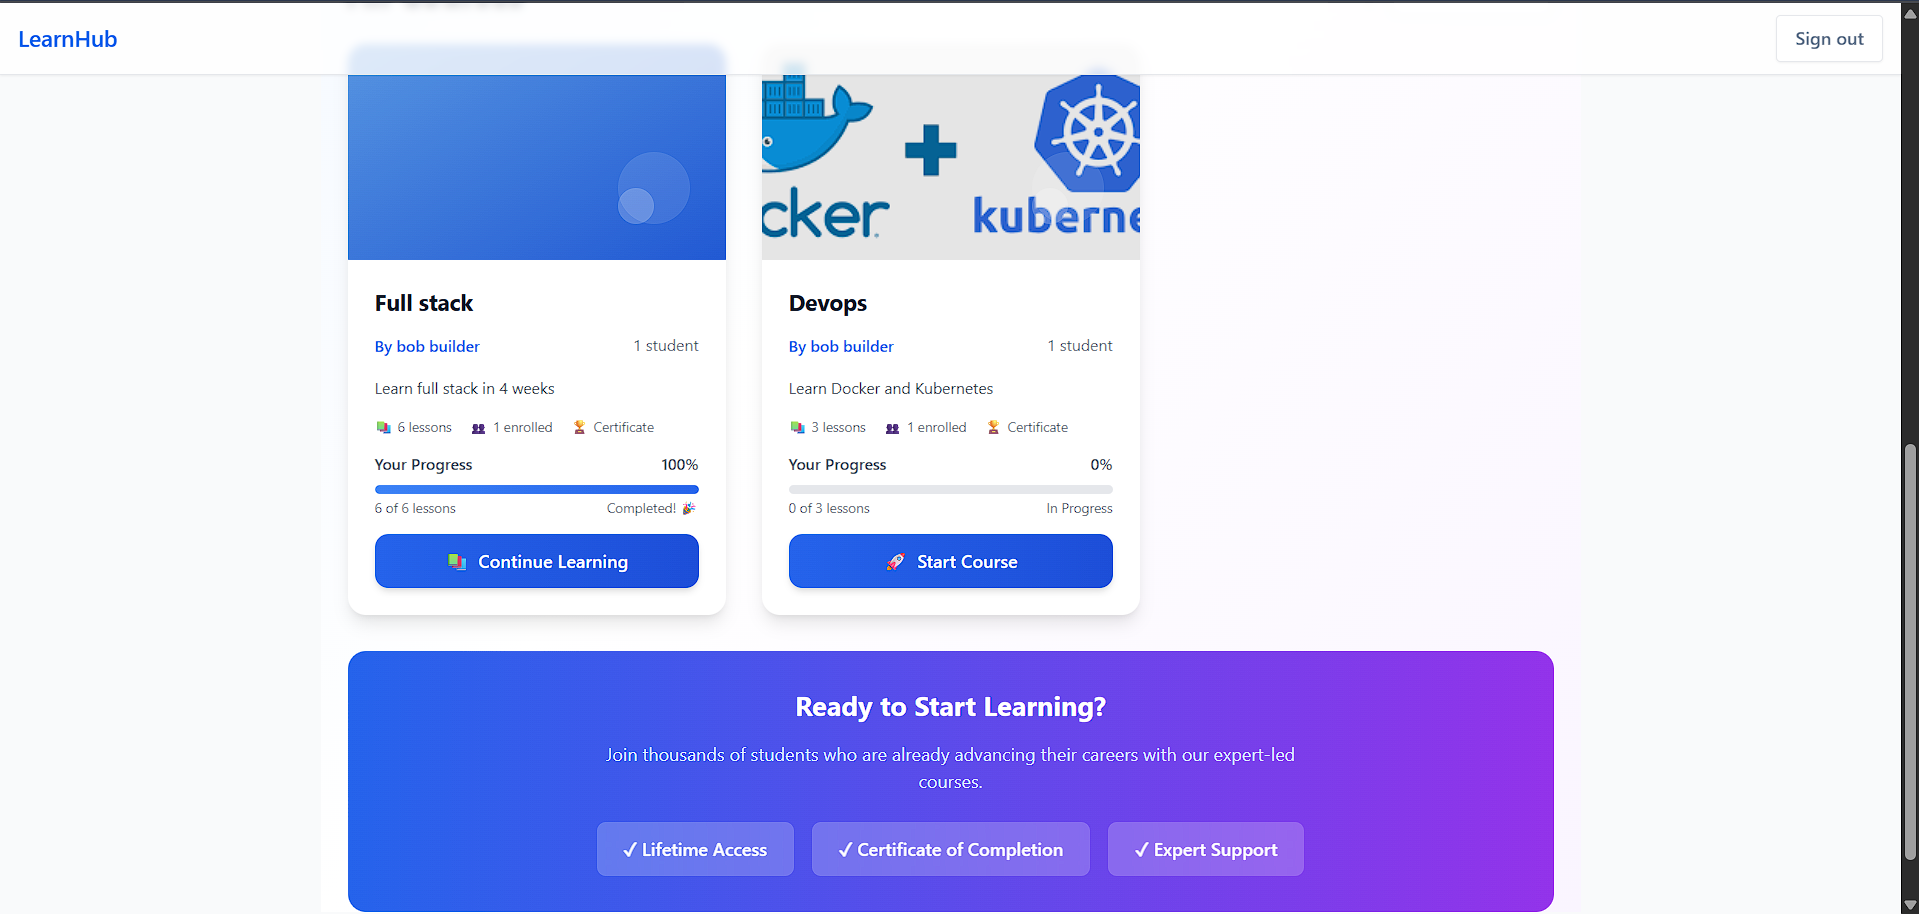 LearnHub
Sign out
cker
kuberne
Full stack
By bob builder
1 student
Learn full stack in 4 weeks
6 lessons
1 enrolled
Certificate
Your Progress
100%
6 of 6 lessons
Completed! 🎉
📚 Continue Learning
Devops
By bob builder
1 student
Learn Docker and Kubernetes
3 lessons
1 enrolled
Certificate
Your Progress
0%
0 of 3 lessons
In Progress
🚀 Start Course
Ready to Start Learning?
Join thousands of students who are already advancing their careers with our expert-led
courses.
✓ Lifetime Access
✓ Certificate of Completion
✓ Expert Support